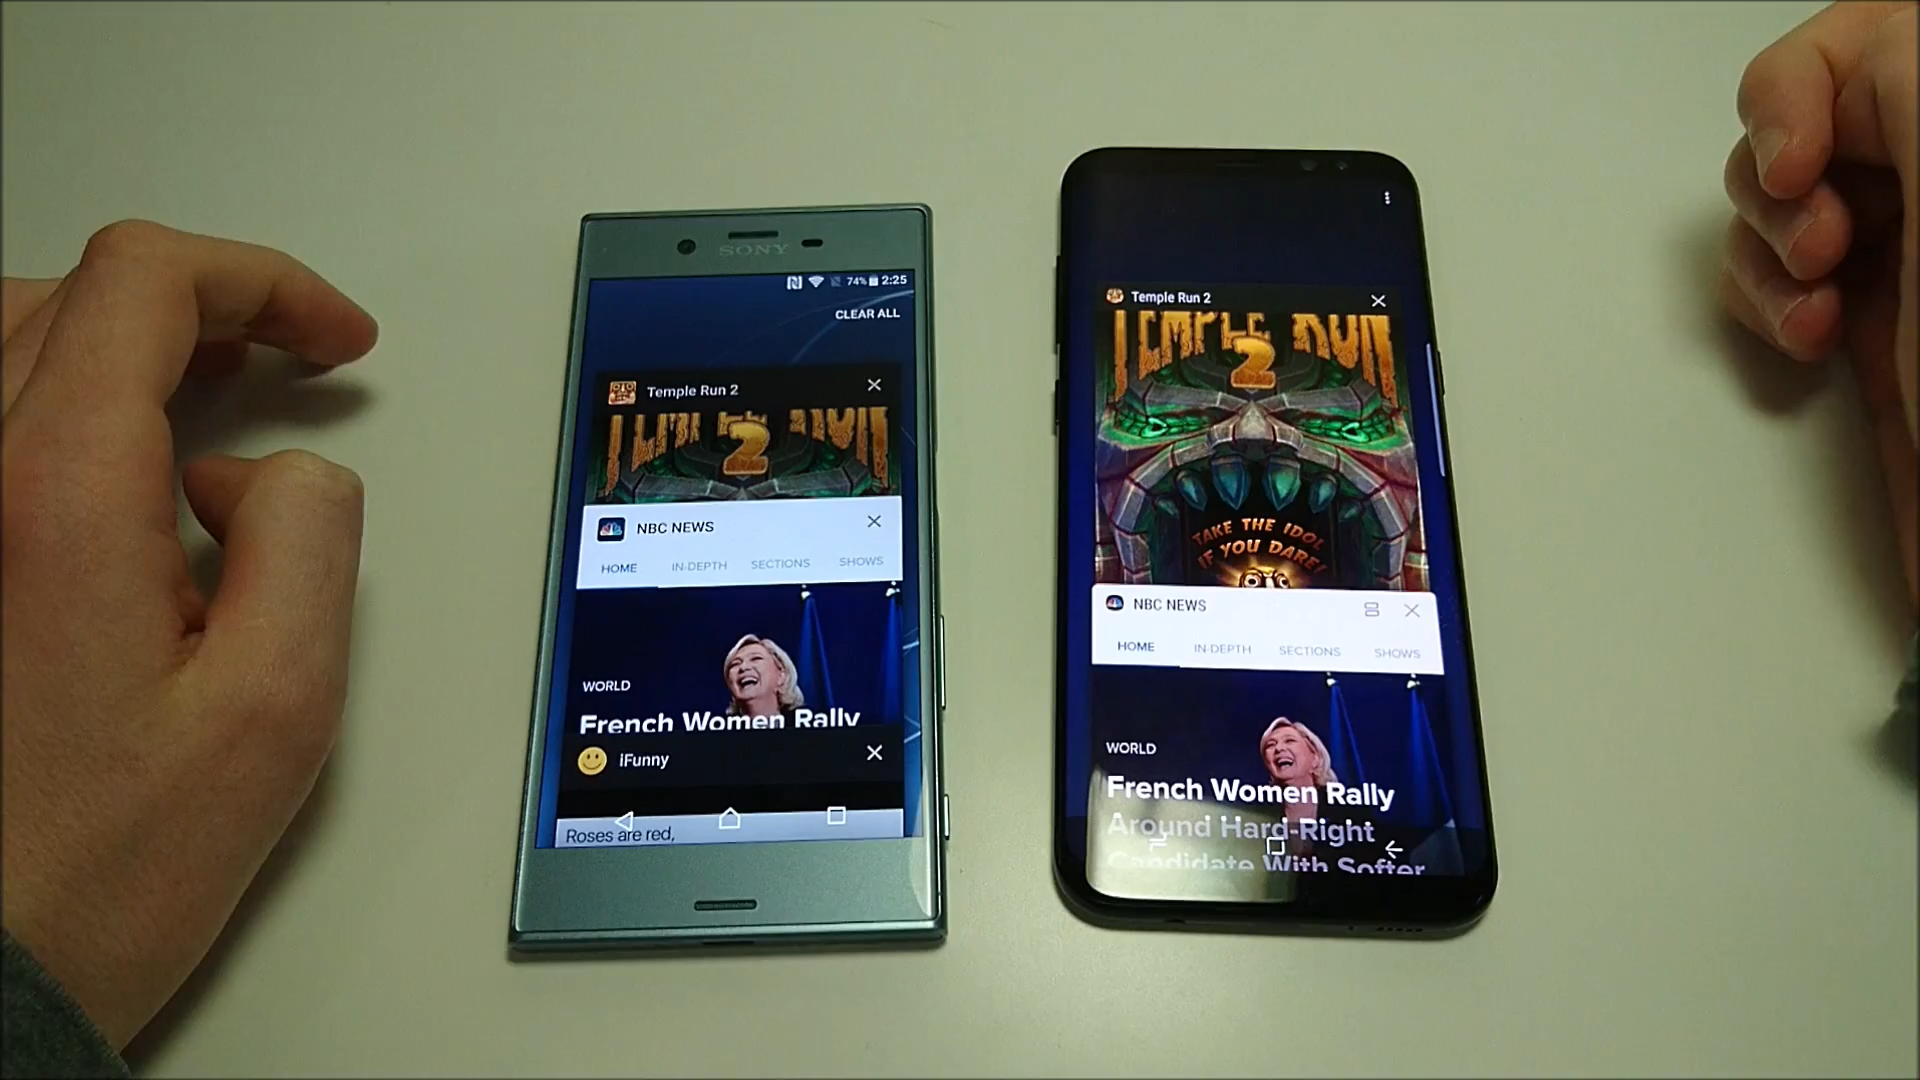 SONY
74% 2:25
CLEAR ALL
Temple Run 2
TEMPLE RUN
2
NBC NEWS
HOME IN-DEPTH SECTIONS SHOWS
WORLD
French Women Rally
iFunny
Roses are red,
Temple Run 2
TEMPLE RUN
2
TAKE THE IDOL
IF YOU DARE!
NBC NEWS
HOME IN-DEPTH SECTIONS SHOWS
WORLD
French Women Rally
Around Hard-Right
Candidate With Softer